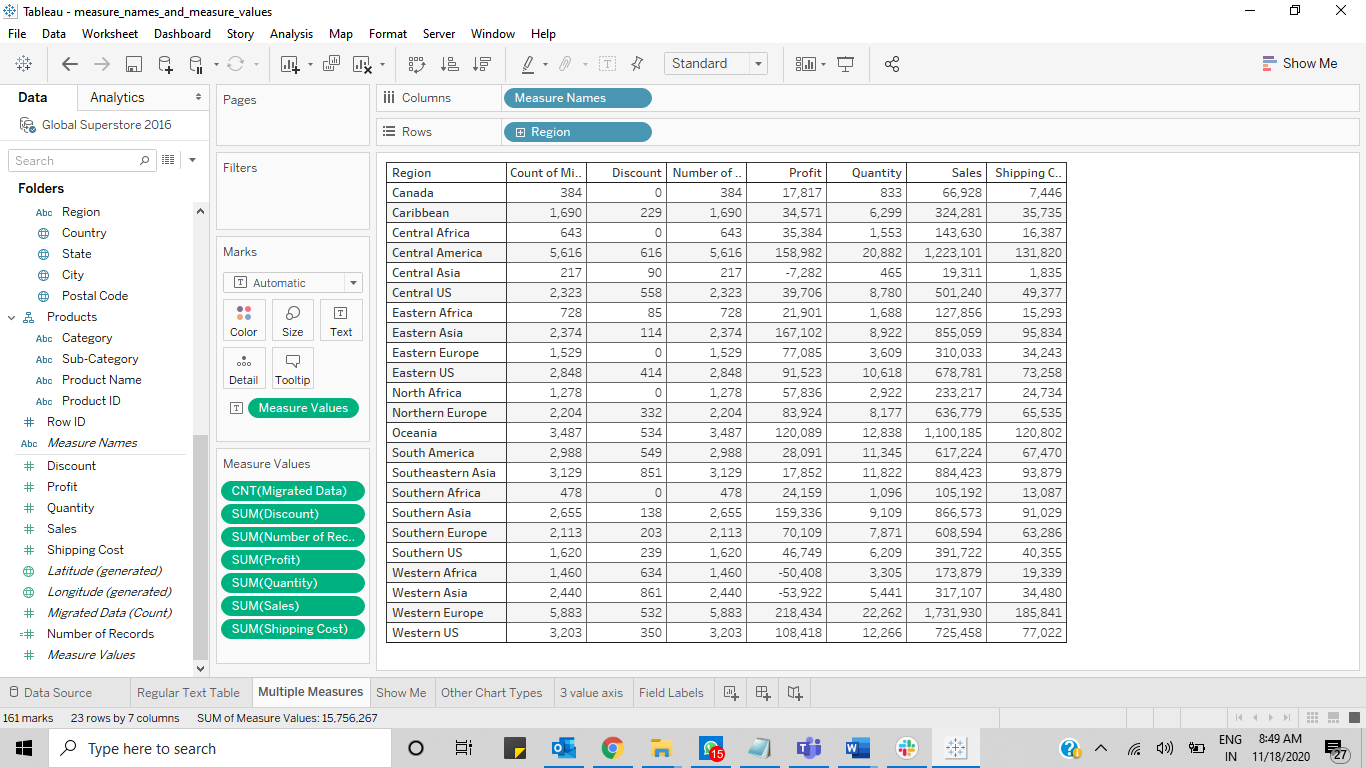 Tableau - measure_names_and_measure_values
File Data Worksheet Dashboard Story Analysis Map Format Server Window Help
Standard
Show Me
Data Analytics
Global Superstore 2016
Search
Folders
Abc Region
Country
State
City
Postal Code
Products
Abc Category
Abc Sub-Category
Abc Product Name
Abc Product ID
# Row ID
Abc Measure Names
# Discount
# Profit
# Quantity
# Sales
# Shipping Cost
Latitude (generated)
Longitude (generated)
# Migrated Data (Count)
=# Number of Records
# Measure Values
Pages
Filters
Marks
T Automatic
Color Size Text
Detail Tooltip
T Measure Values
Measure Values
CNT(Migrated Data)
SUM(Discount)
SUM(Number of Rec..
SUM(Profit)
SUM(Quantity)
SUM(Sales)
SUM(Shipping Cost)
Columns Measure Names
Rows Region
Region Count of Mi.. Discount Number of .. Profit Quantity Sales Shipping C..
Canada 384 0 384 17,817 833 66,928 7,446
Caribbean 1,690 229 1,690 34,571 6,299 324,281 35,735
Central Africa 643 0 643 35,384 1,553 143,630 16,387
Central America 5,616 616 5,616 158,982 20,882 1,223,101 131,820
Central Asia 217 90 217 -7,282 465 19,311 1,835
Central US 2,323 558 2,323 39,706 8,780 501,240 49,377
Eastern Africa 728 85 728 21,901 1,688 127,856 15,293
Eastern Asia 2,374 114 2,374 167,102 8,922 855,059 95,834
Eastern Europe 1,529 0 1,529 77,085 3,609 310,033 34,243
Eastern US 2,848 414 2,848 91,523 10,618 678,781 73,258
North Africa 1,278 0 1,278 57,836 2,922 233,217 24,734
Northern Europe 2,204 332 2,204 83,924 8,177 636,779 65,535
Oceania 3,487 534 3,487 120,089 12,838 1,100,185 120,802
South America 2,988 549 2,988 28,091 11,345 617,224 67,470
Southeastern Asia 3,129 851 3,129 17,852 11,822 884,423 93,879
Southern Africa 478 0 478 24,159 1,096 105,192 13,087
Southern Asia 2,655 138 2,655 159,336 9,109 866,573 91,029
Southern Europe 2,113 203 2,113 70,109 7,871 608,594 63,286
Southern US 1,620 239 1,620 46,749 6,209 391,722 40,355
Western Africa 1,460 634 1,460 -50,408 3,305 173,879 19,339
Western Asia 2,440 861 2,440 -53,922 5,441 317,107 34,480
Western Europe 5,883 532 5,883 218,434 22,262 1,731,930 185,841
Western US 3,203 350 3,203 108,418 12,266 725,458 77,022
Data Source Regular Text Table Multiple Measures Show Me Other Chart Types 3 value axis Field Labels
161 marks 23 rows by 7 columns SUM of Measure Values: 15,756,267
Type here to search
15
ENG 8:49 AM
IN 11/18/2020
27